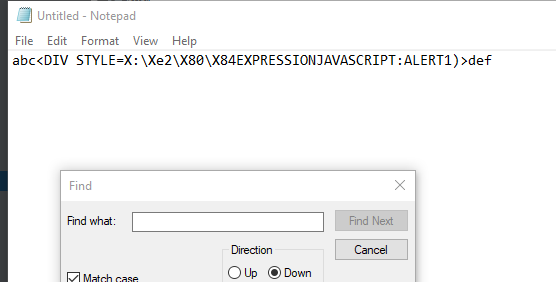 Untitled - Notepad
File Edit Format View Help
abc<DIV STYLE=X:\Xe2\X80\X84EXPRESSIONJAVASCRIPT:ALERT1)>def
Find
Find what:
Find Next
Direction
Cancel
Match case
Up Down